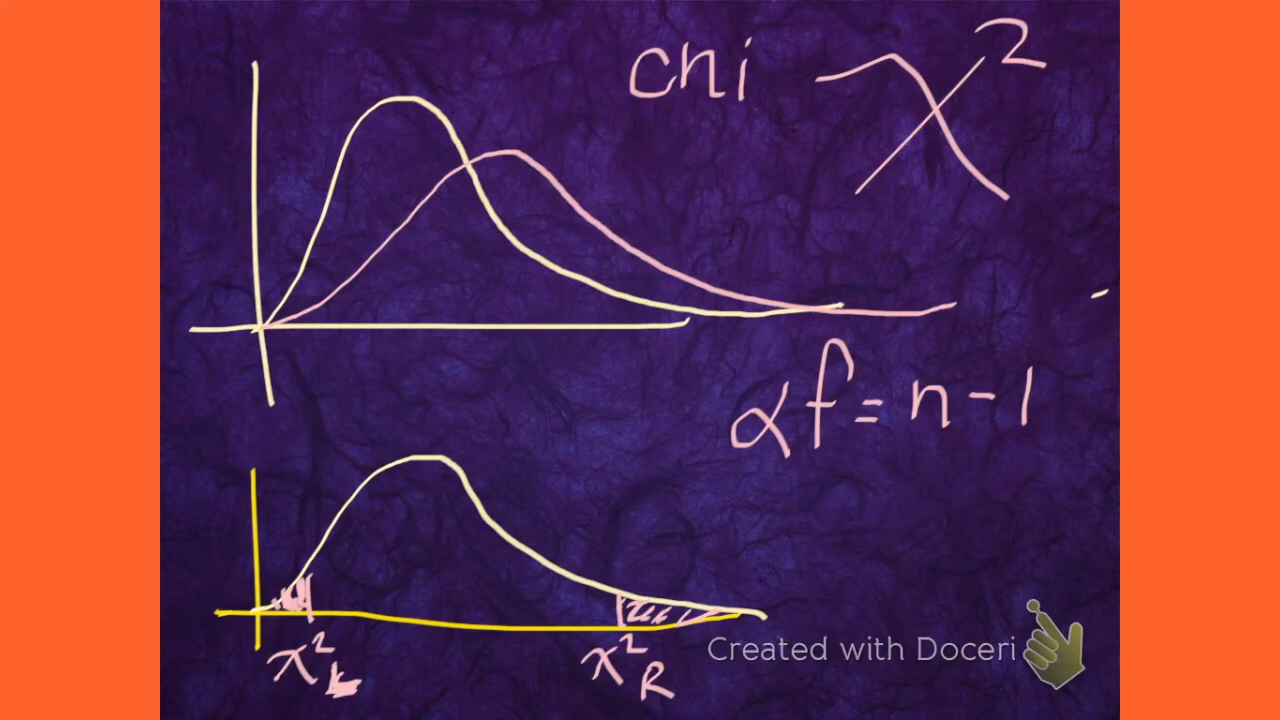 chi χ²
df = n - 1
χ²L χ²R
Created with Doceri